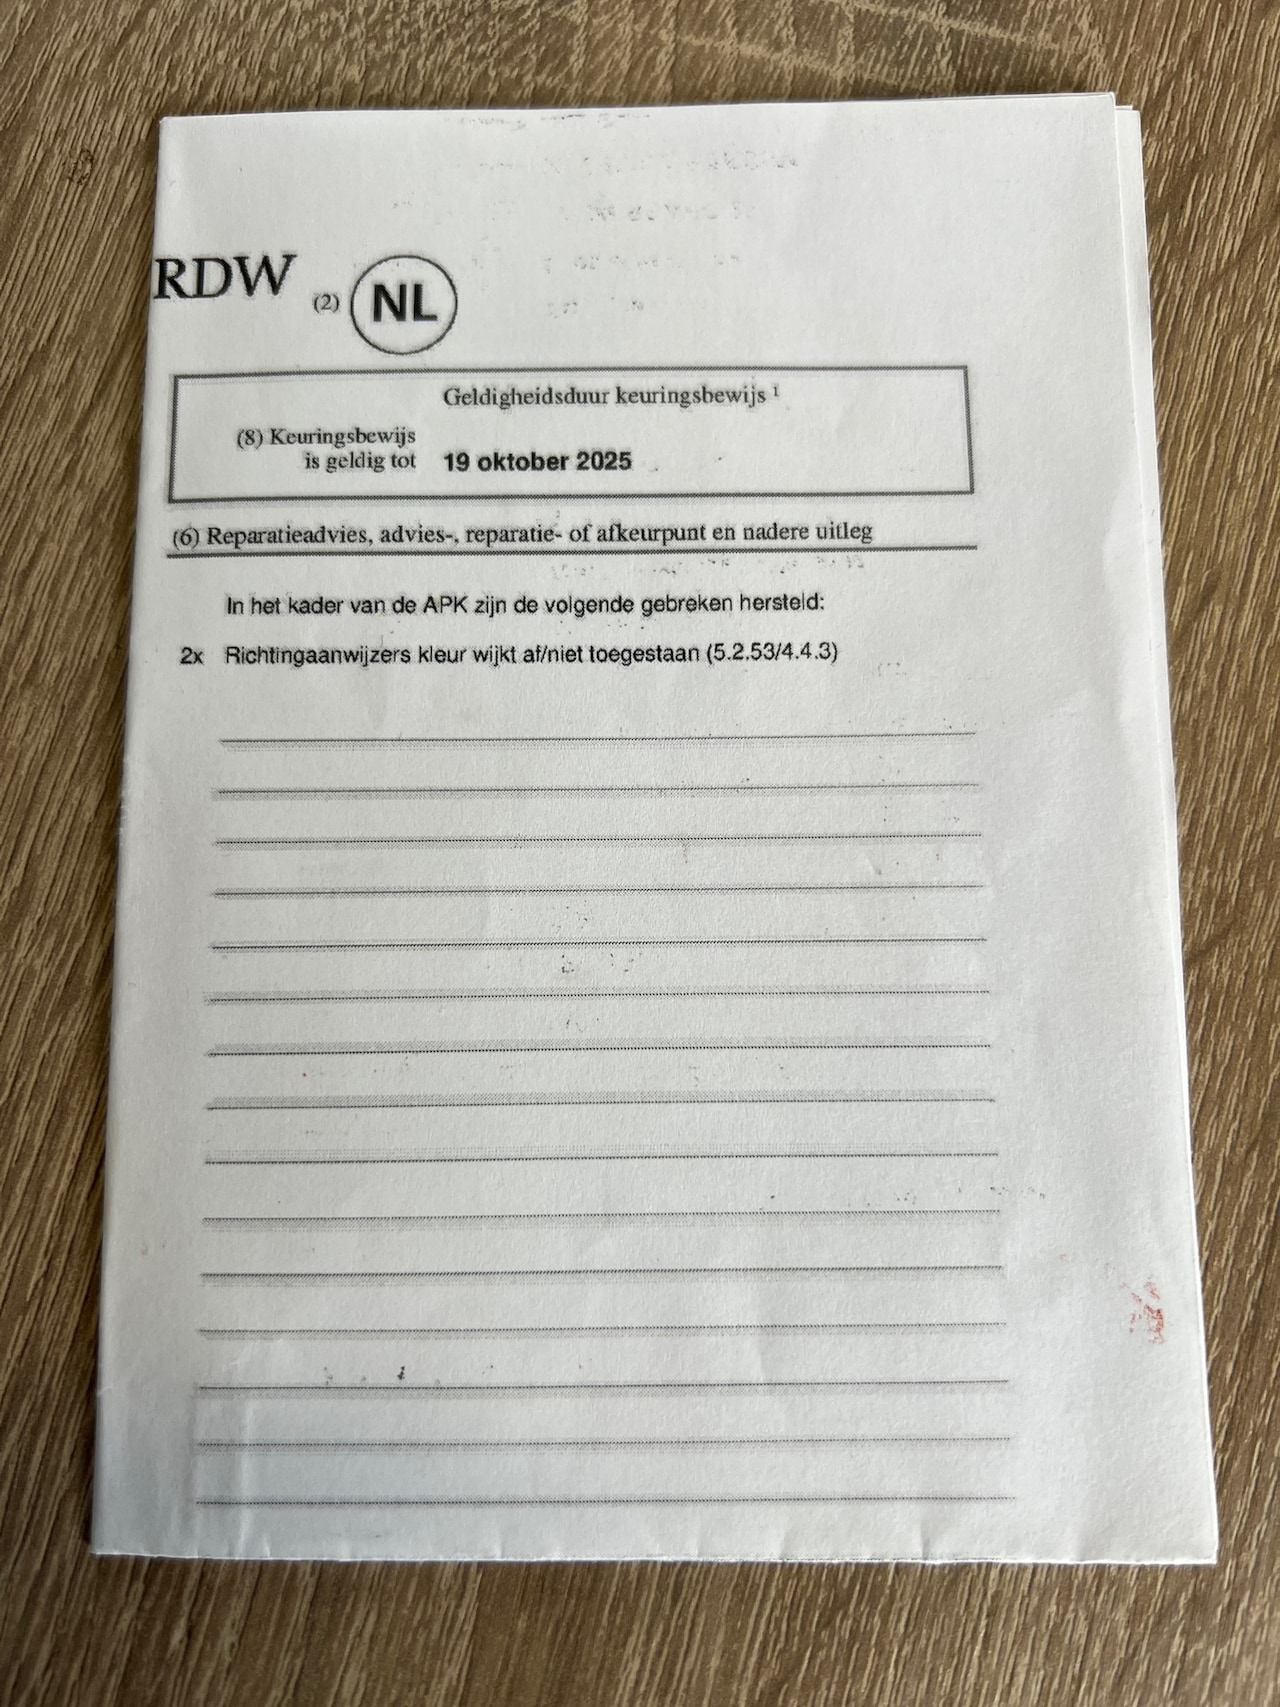 RDW (2) NL
Geldigheidsduur keuringsbewijs 1
(8) Keuringsbewijs
is geldig tot 19 oktober 2025
(6) Reparatieadvies, advies-, reparatie- of afkeurpunt en nadere uitleg
In het kader van de APK zijn de volgende gebreken hersteld:
2x Richtingaanwijzers kleur wijkt af/niet toegestaan (5.2.53/4.4.3)